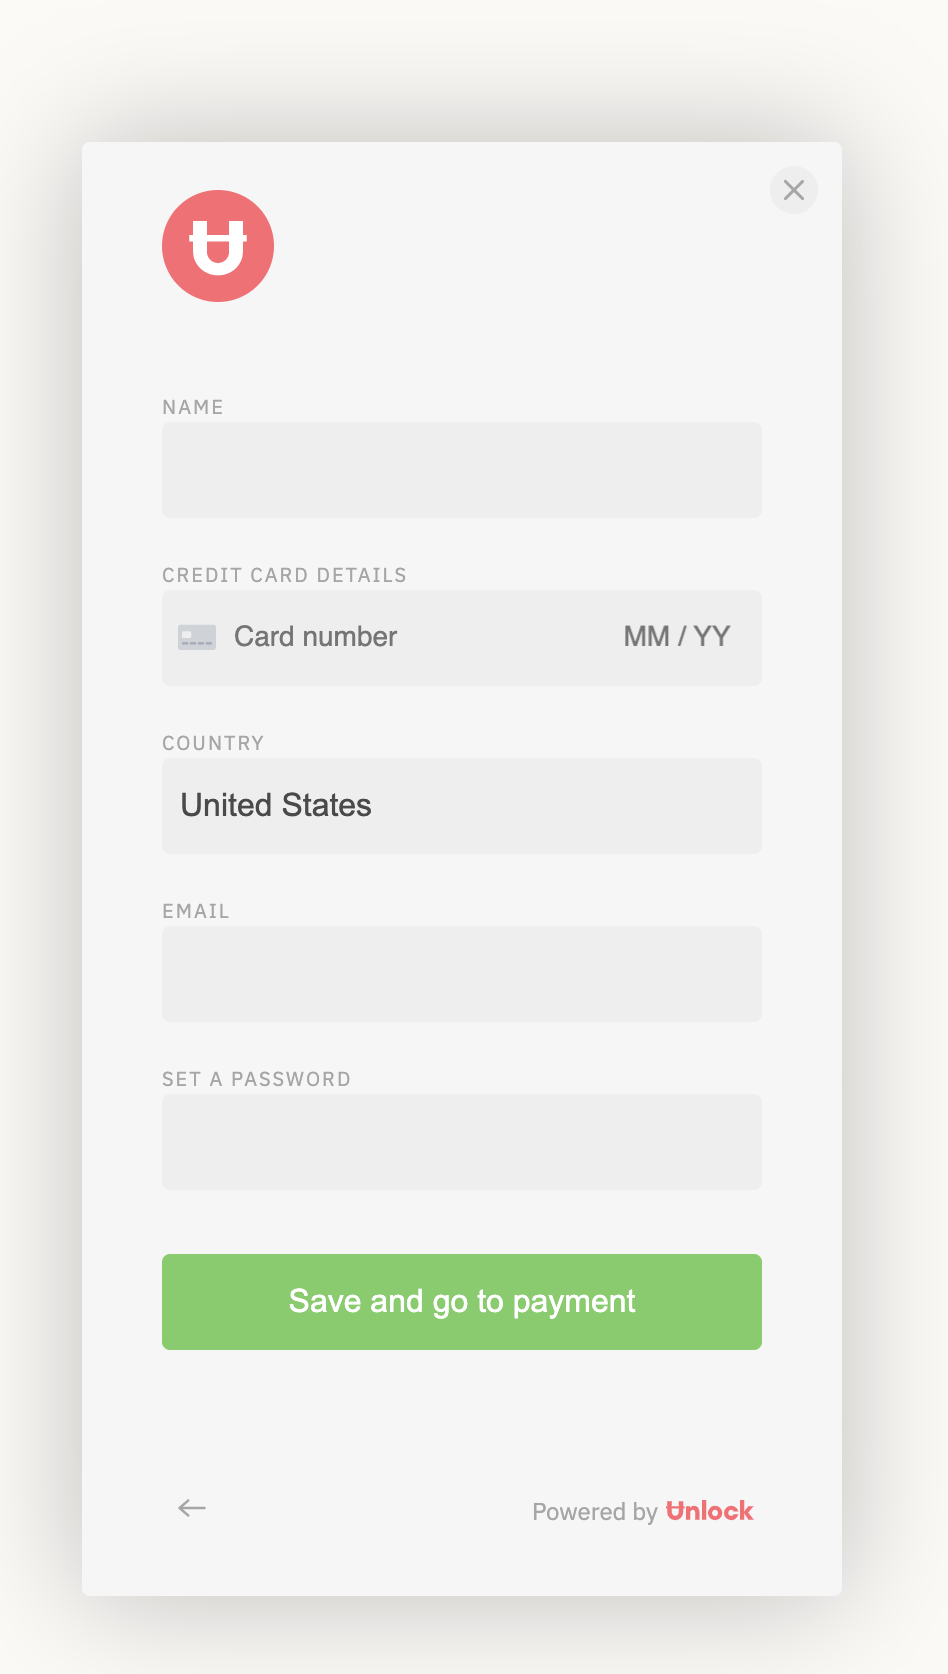 NAME
CREDIT CARD DETAILS
Card number MM / YY
COUNTRY
United States
EMAIL
SET A PASSWORD
Save and go to payment
Powered by Unlock